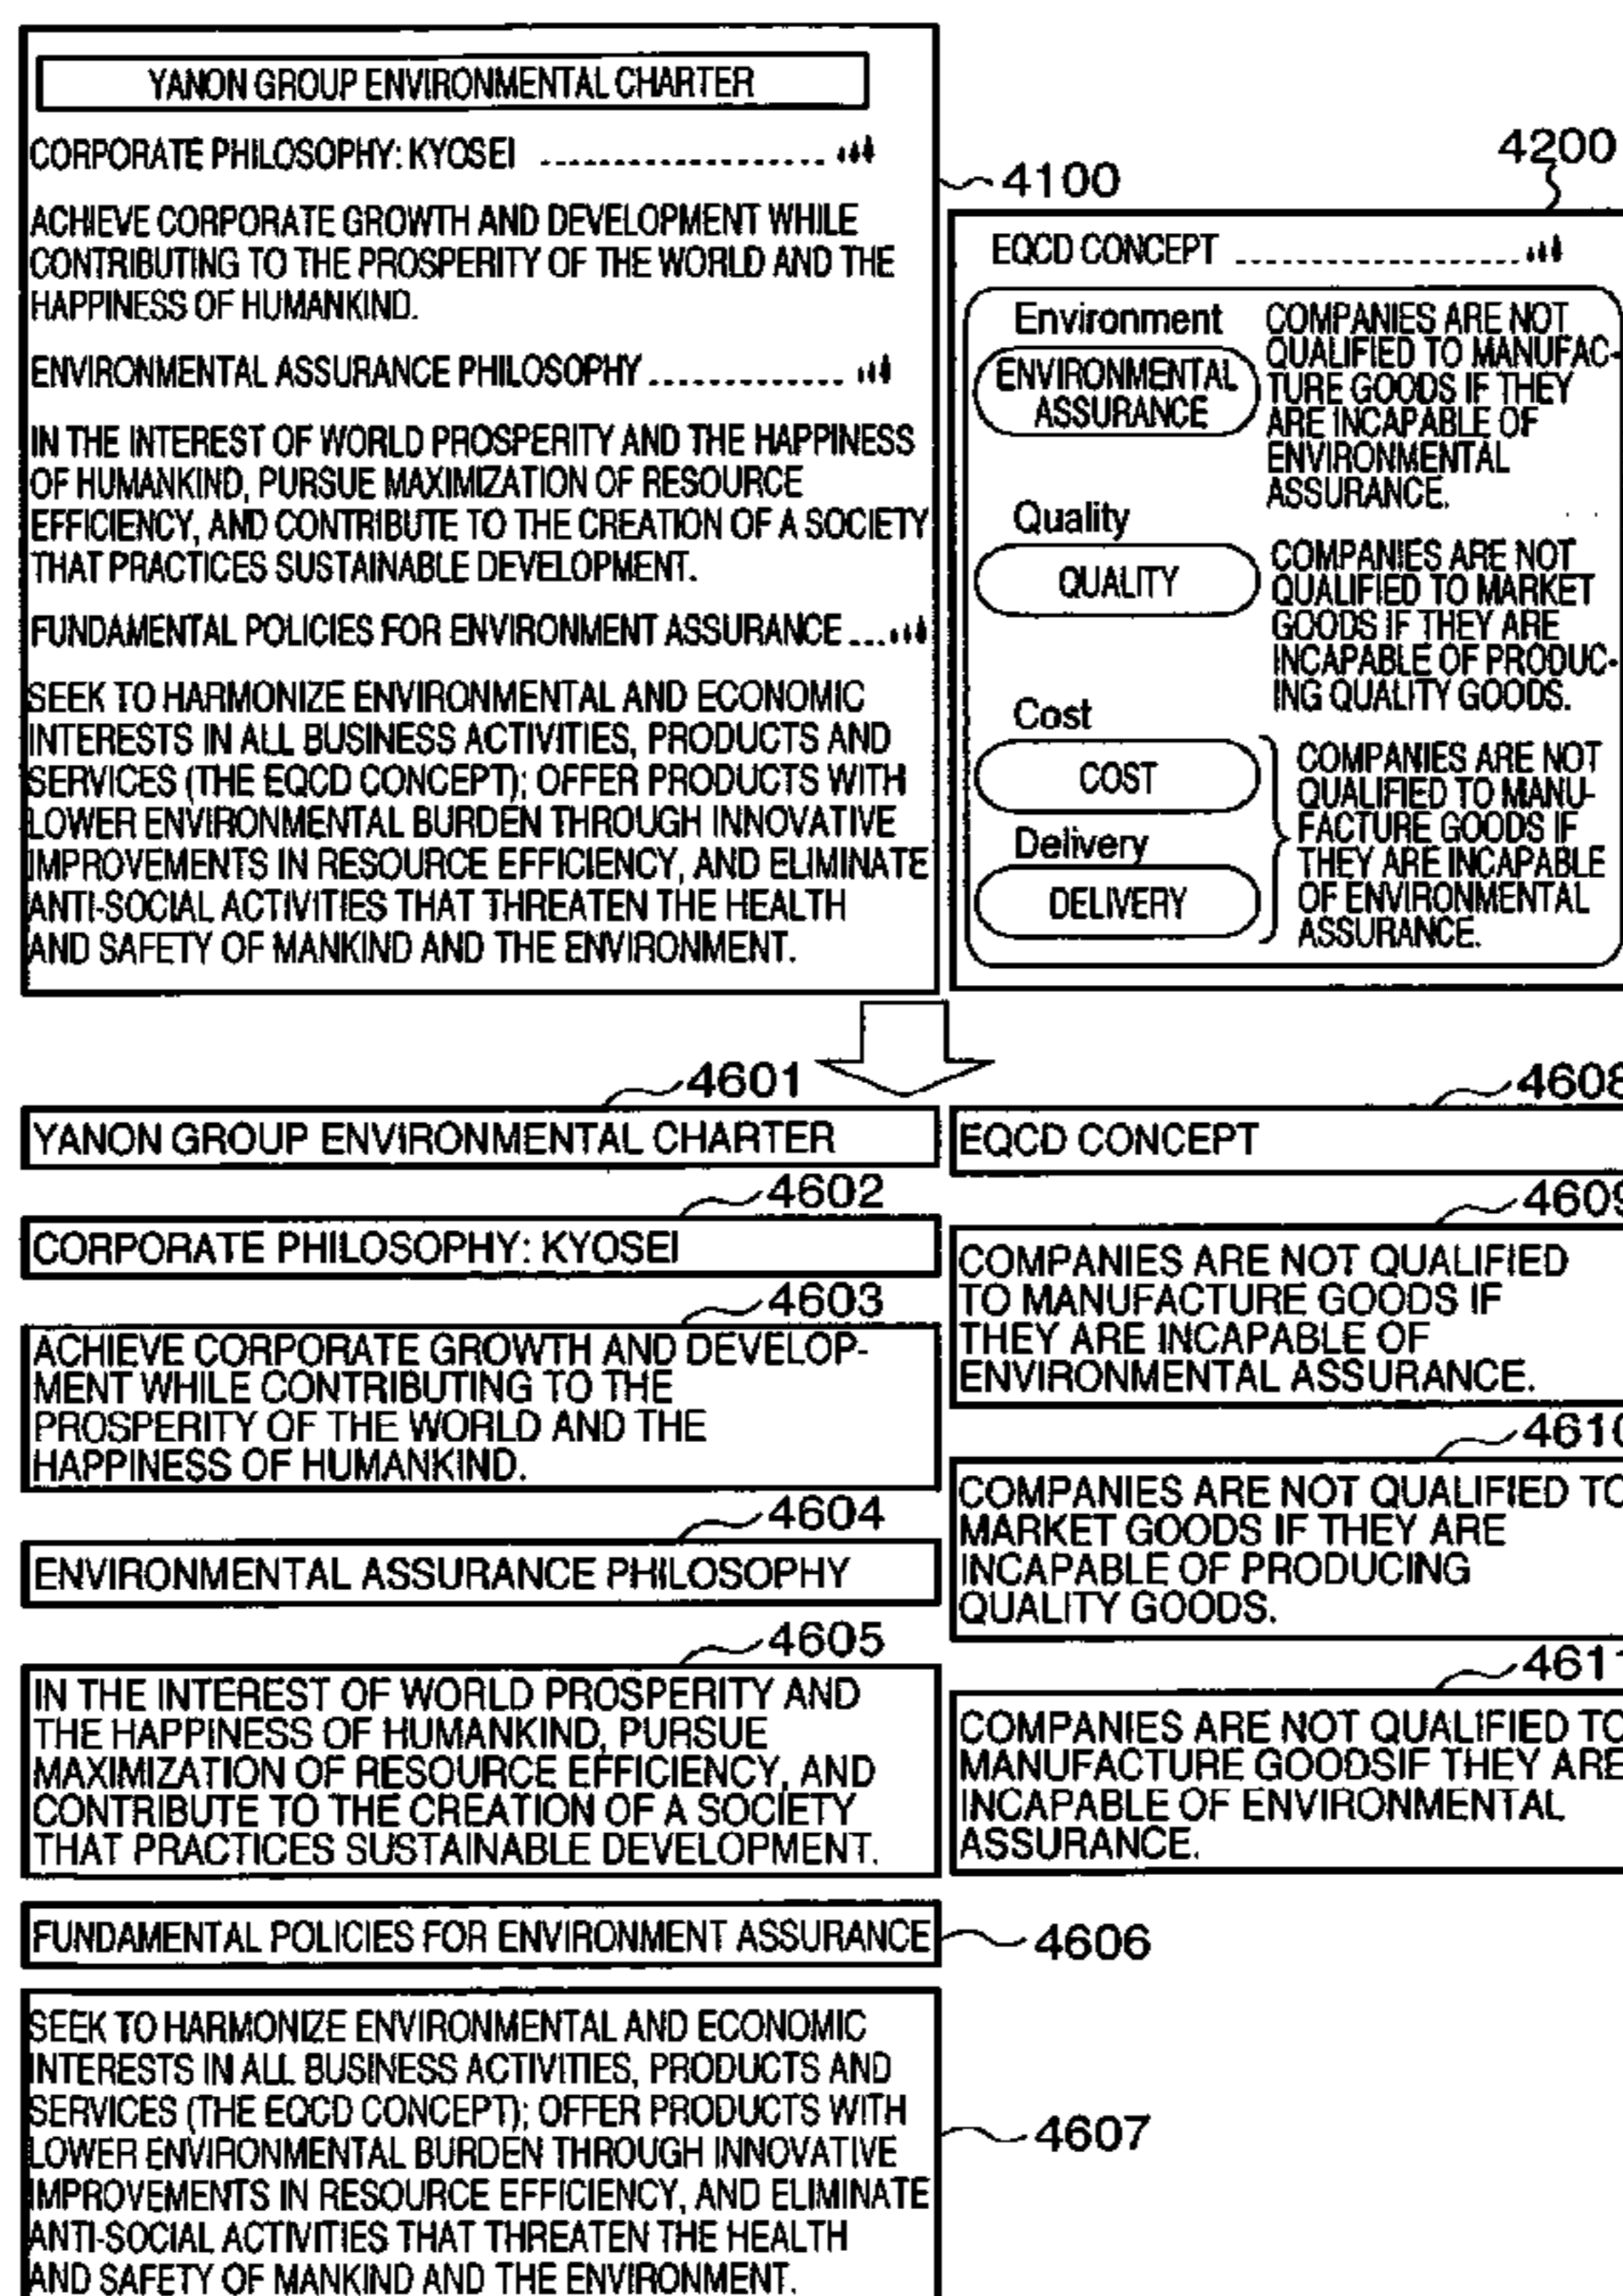 YANON GROUP ENVIRONMENTAL CHARTER
CORPORATE PHILOSOPHY: KYOSEI
ACHIEVE CORPORATE GROWTH AND DEVELOPMENT WHILE
CONTRIBUTING TO THE PROSPERITY OF THE WORLD AND THE
HAPPINESS OF HUMANKIND.
ENVIRONMENTAL ASSURANCE PHILOSOPHY
IN THE INTEREST OF WORLD PROSPERITY AND THE HAPPINESS
OF HUMANKIND, PURSUE MAXIMIZATION OF RESOURCE
EFFICIENCY, AND CONTRIBUTE TO THE CREATION OF A SOCIETY
THAT PRACTICES SUSTAINABLE DEVELOPMENT.
FUNDAMENTAL POLICIES FOR ENVIRONMENT ASSURANCE
SEEK TO HARMONIZE ENVIRONMENTAL AND ECONOMIC
INTERESTS IN ALL BUSINESS ACTIVITIES, PRODUCTS AND
SERVICES (THE EQCD CONCEPT); OFFER PRODUCTS WITH
LOWER ENVIRONMENTAL BURDEN THROUGH INNOVATIVE
IMPROVEMENTS IN RESOURCE EFFICIENCY, AND ELIMINATE
ANTI-SOCIAL ACTIVITIES THAT THREATEN THE HEALTH
AND SAFETY OF MANKIND AND THE ENVIRONMENT.
4100
4200
EQCD CONCEPT
Environment
ENVIRONMENTAL
ASSURANCE
COMPANIES ARE NOT
QUALIFIED TO MANUFAC-
TURE GOODS IF THEY
ARE INCAPABLE OF
ENVIRONMENTAL
ASSURANCE.
Quality
QUALITY
COMPANIES ARE NOT
QUALIFIED TO MARKET
GOODS IF THEY ARE
INCAPABLE OF PRODUC-
ING QUALITY GOODS.
Cost
COST
Delivery
DELIVERY
COMPANIES ARE NOT
QUALIFIED TO MANU-
FACTURE GOODS IF
THEY ARE INCAPABLE
OF ENVIRONMENTAL
ASSURANCE.
4601
YANON GROUP ENVIRONMENTAL CHARTER
4602
CORPORATE PHILOSOPHY: KYOSEI
4603
ACHIEVE CORPORATE GROWTH AND DEVELOP-
MENT WHILE CONTRIBUTING TO THE
PROSPERITY OF THE WORLD AND THE
HAPPINESS OF HUMANKIND.
4604
ENVIRONMENTAL ASSURANCE PHILOSOPHY
4605
IN THE INTEREST OF WORLD PROSPERITY AND
THE HAPPINESS OF HUMANKIND, PURSUE
MAXIMIZATION OF RESOURCE EFFICIENCY, AND
CONTRIBUTE TO THE CREATION OF A SOCIETY
THAT PRACTICES SUSTAINABLE DEVELOPMENT.
FUNDAMENTAL POLICIES FOR ENVIRONMENT ASSURANCE
4606
SEEK TO HARMONIZE ENVIRONMENTAL AND ECONOMIC
INTERESTS IN ALL BUSINESS ACTIVITIES, PRODUCTS AND
SERVICES (THE EQCD CONCEPT); OFFER PRODUCTS WITH
LOWER ENVIRONMENTAL BURDEN THROUGH INNOVATIVE
IMPROVEMENTS IN RESOURCE EFFICIENCY, AND ELIMINATE
ANTI-SOCIAL ACTIVITIES THAT THREATEN THE HEALTH
AND SAFETY OF MANKIND AND THE ENVIRONMENT.
4607
4608
EQCD CONCEPT
4609
COMPANIES ARE NOT QUALIFIED
TO MANUFACTURE GOODS IF
THEY ARE INCAPABLE OF
ENVIRONMENTAL ASSURANCE.
4610
COMPANIES ARE NOT QUALIFIED TO
MARKET GOODS IF THEY ARE
INCAPABLE OF PRODUCING
QUALITY GOODS.
4611
COMPANIES ARE NOT QUALIFIED TO
MANUFACTURE GOODSIF THEY ARE
INCAPABLE OF ENVIRONMENTAL
ASSURANCE.